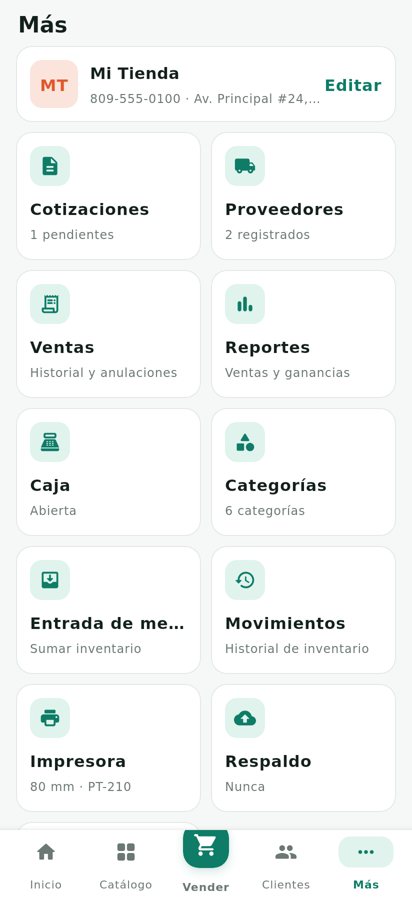 Más
MT
Mi Tienda
809-555-0100 · Av. Principal #24,...
Editar
Cotizaciones
1 pendientes
Proveedores
2 registrados
Ventas
Historial y anulaciones
Reportes
Ventas y ganancias
Caja
Abierta
Categorías
6 categorías
Entrada de me...
Sumar inventario
Movimientos
Historial de inventario
Impresora
80 mm · PT-210
Respaldo
Nunca
Inicio
Catálogo
Vender
Clientes
Más